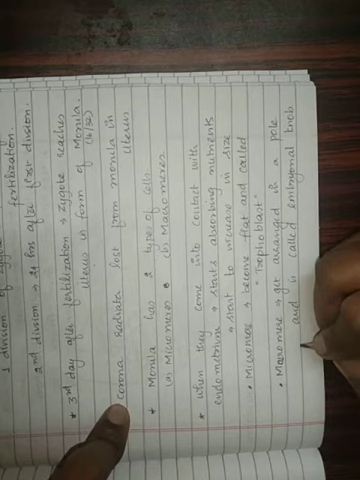 1 division of zygote
fertilization.
2nd division → 24 hrs after first division.
* 3rd day after fertilization → zygote reaches
Uterus in form of Morula.
(16/32)
Corona Radiata lost from morula in
Uterus
* Morula has 2 types of cells.
(a) Micromeres (b) Macromeres
* When they come into contact with
endometrium → starts absorbing nutrients
→ start to increase in size
• Micromere → become flat and called
"Trophoblast"
• Macromere → get arranged in a pole
and is called embryonal knob.